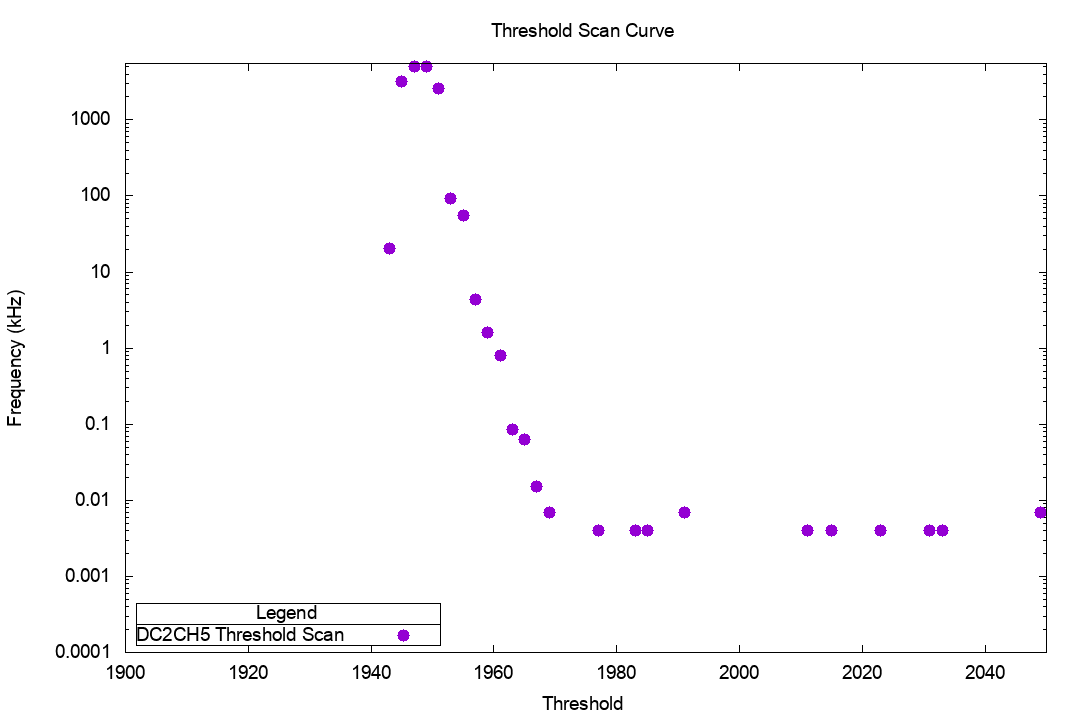 Threshold Scan Curve
Frequency (kHz)
1000
100
10
1
0.1
0.01
0.001
0.0001
Legend
DC2CH5 Threshold Scan
1900 1920 1940 1960 1980 2000 2020 2040
Threshold